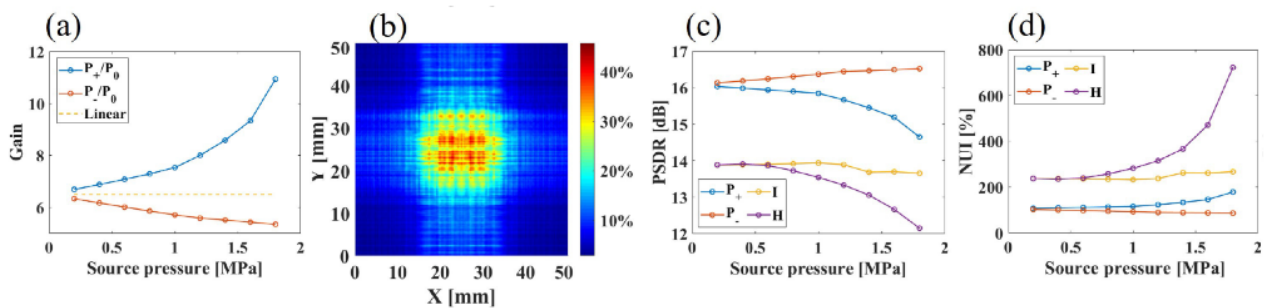 (a)
12
10
8
6
Gain
P₊/P₀
P₋/P₀
Linear
0
0.5
1
1.5
2
Source pressure [MPa]
(b)
50
40
30
20
10
0
Y [mm]
0
10
20
30
40
50
X [mm]
40%
30%
20%
10%
(c)
17
16
15
14
13
12
PSDR [dB]
P₊
I
P₋
H
0
0.5
1
1.5
2
Source pressure [MPa]
(d)
800
600
400
200
0
NUI [%]
P₊
I
P₋
H
0
0.5
1
1.5
2
Source pressure [MPa]